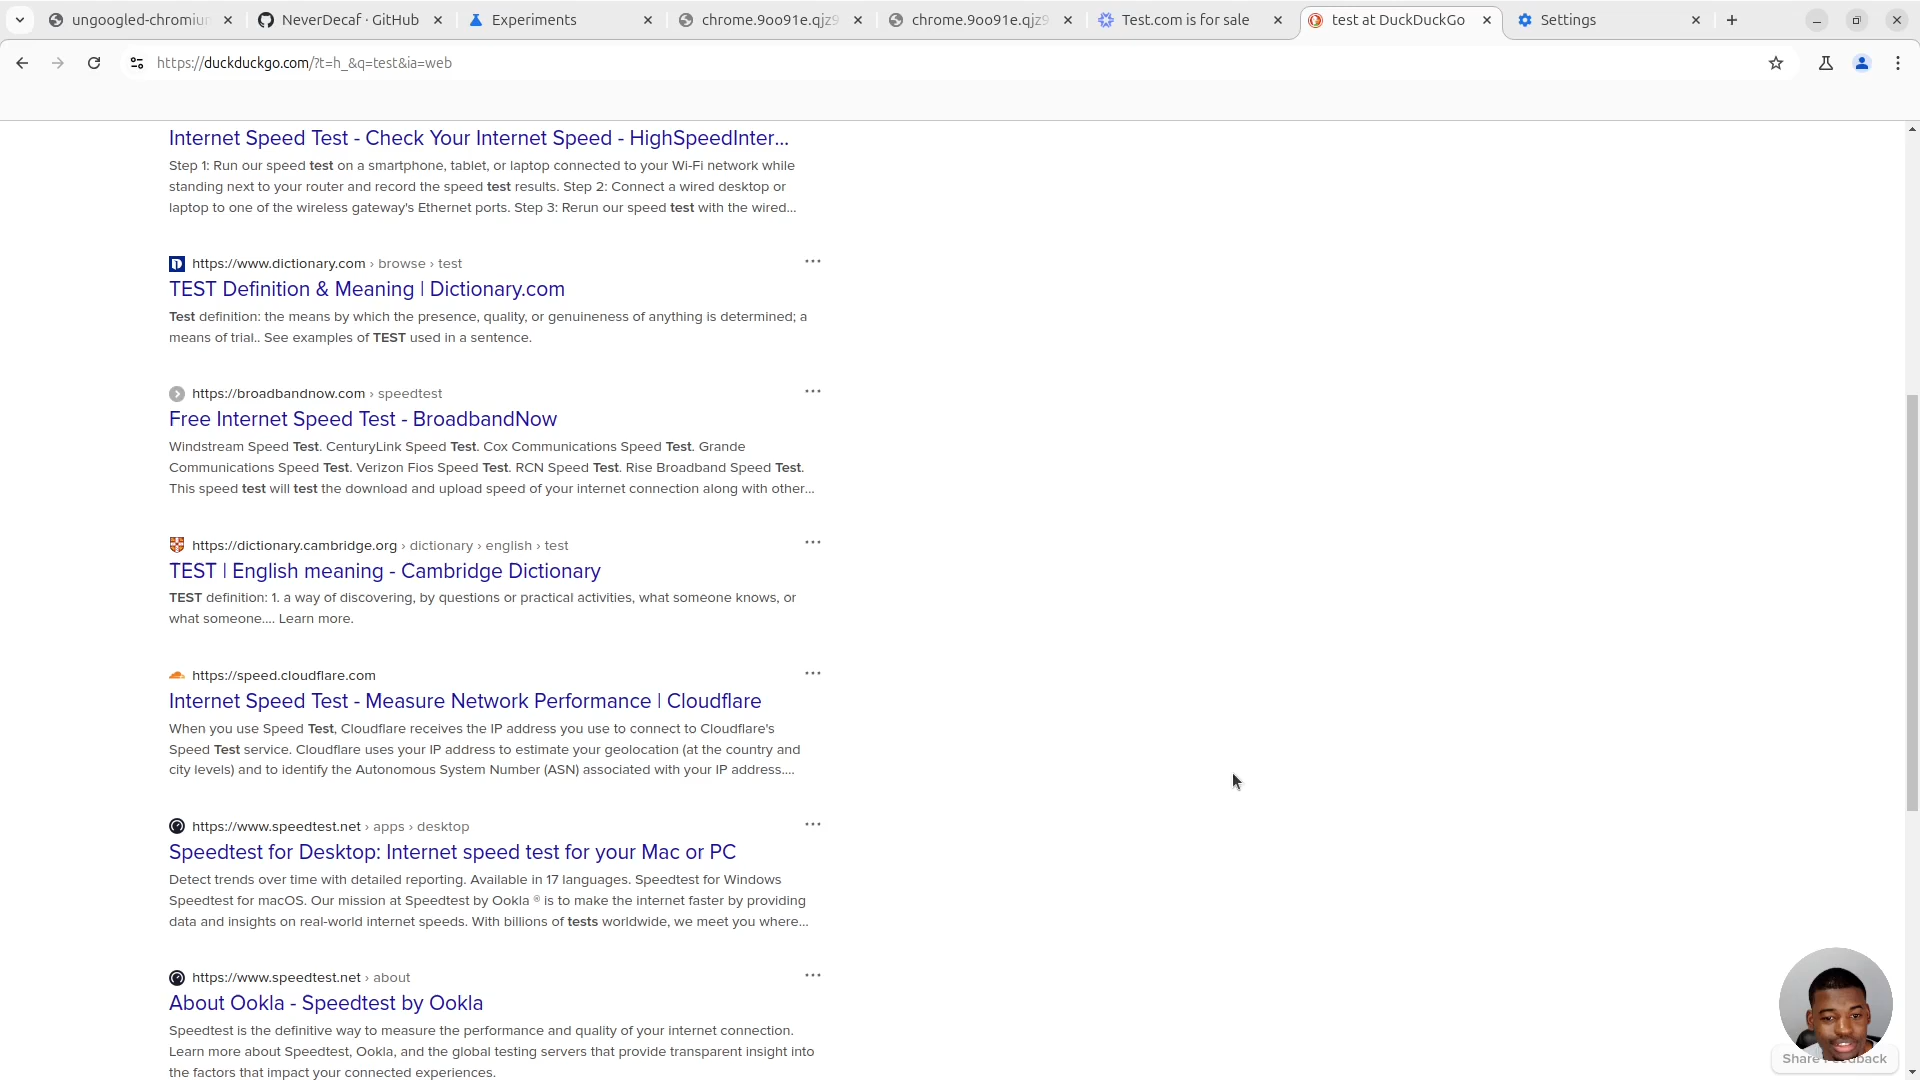 ungoogled-chromium
NeverDecaf · GitHub
Experiments
chrome.9oo91e.qjz9
chrome.9oo91e.qjz9
Test.com is for sale
test at DuckDuckGo
Settings
https://duckduckgo.com/?t=h_&q=test&ia=web
Internet Speed Test - Check Your Internet Speed - HighSpeedInter...
Step 1: Run our speed test on a smartphone, tablet, or laptop connected to your Wi-Fi network while
standing next to your router and record the speed test results. Step 2: Connect a wired desktop or
laptop to one of the wireless gateway's Ethernet ports. Step 3: Rerun our speed test with the wired...
https://www.dictionary.com › browse › test
TEST Definition & Meaning | Dictionary.com
Test definition: the means by which the presence, quality, or genuineness of anything is determined; a
means of trial.. See examples of TEST used in a sentence.
https://broadbandnow.com › speedtest
Free Internet Speed Test - BroadbandNow
Windstream Speed Test. CenturyLink Speed Test. Cox Communications Speed Test. Grande
Communications Speed Test. Verizon Fios Speed Test. RCN Speed Test. Rise Broadband Speed Test.
This speed test will test the download and upload speed of your internet connection along with other...
https://dictionary.cambridge.org › dictionary › english › test
TEST | English meaning - Cambridge Dictionary
TEST definition: 1. a way of discovering, by questions or practical activities, what someone knows, or
what someone.... Learn more.
https://speed.cloudflare.com
Internet Speed Test - Measure Network Performance | Cloudflare
When you use Speed Test, Cloudflare receives the IP address you use to connect to Cloudflare's
Speed Test service. Cloudflare uses your IP address to estimate your geolocation (at the country and
city levels) and to identify the Autonomous System Number (ASN) associated with your IP address....
https://www.speedtest.net › apps › desktop
Speedtest for Desktop: Internet speed test for your Mac or PC
Detect trends over time with detailed reporting. Available in 17 languages. Speedtest for Windows
Speedtest for macOS. Our mission at Speedtest by Ookla ® is to make the internet faster by providing
data and insights on real-world internet speeds. With billions of tests worldwide, we meet you where...
https://www.speedtest.net › about
About Ookla - Speedtest by Ookla
Speedtest is the definitive way to measure the performance and quality of your internet connection.
Learn more about Speedtest, Ookla, and the global testing servers that provide transparent insight into
the factors that impact your connected experiences.
Share